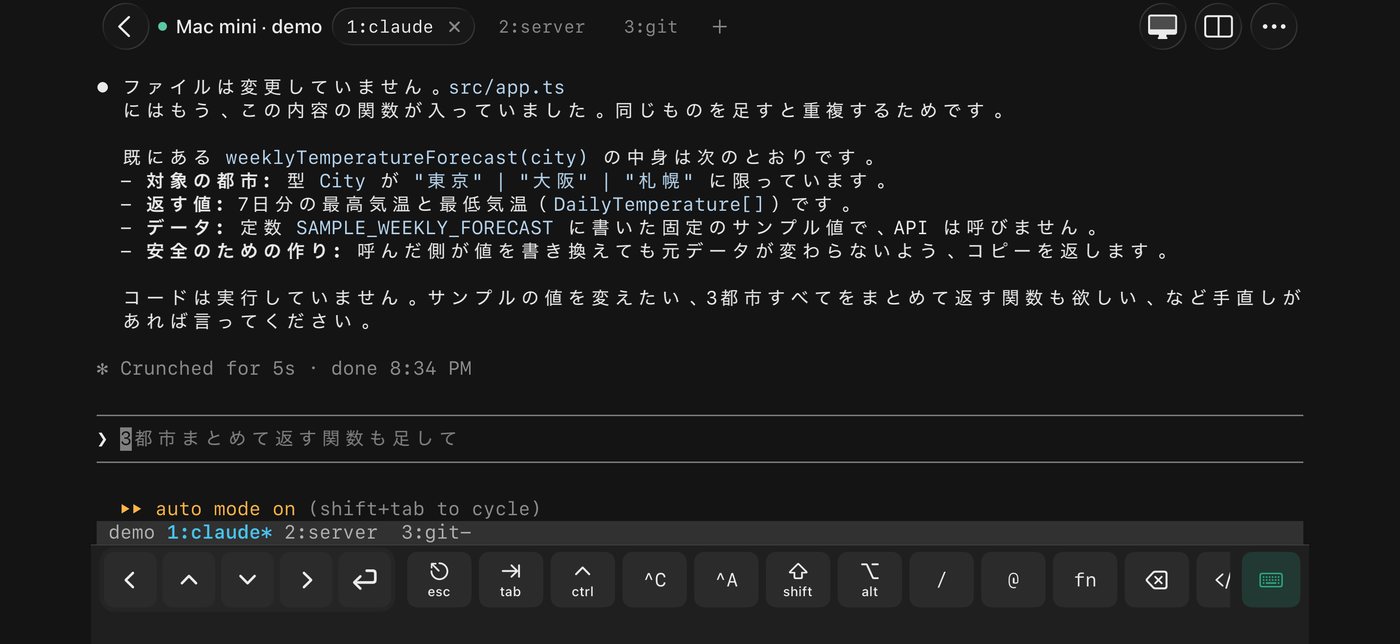 Mac mini · demo 1:claude × 2:server 3:git +
● ファイルは変更していません。src/app.ts
にはもう、この内容の関数が入っていました。同じものを足すと重複するためです。
既にある weeklyTemperatureForecast(city) の中身は次のとおりです。
- 対象の都市: 型 City が "東京" | "大阪" | "札幌" に限っています。
- 返す値: 7日分の最高気温と最低気温(DailyTemperature[])です。
- データ: 定数 SAMPLE_WEEKLY_FORECAST に書いた固定のサンプル値で、API は呼びません。
- 安全のための作り: 呼んだ側が値を書き換えても元データが変わらないよう、コピーを返します。
コードは実行していません。サンプルの値を変えたい、3都市すべてをまとめて返す関数も欲しい、など手直しが
あれば言ってください。
✻ Crunched for 5s · done 8:34 PM
❯ 3都市まとめて返す関数も足して
⏵⏵ auto mode on (shift+tab to cycle)
demo 1:claude* 2:server 3:git-
esc tab ctrl ^C ^A shift alt / @ fn </